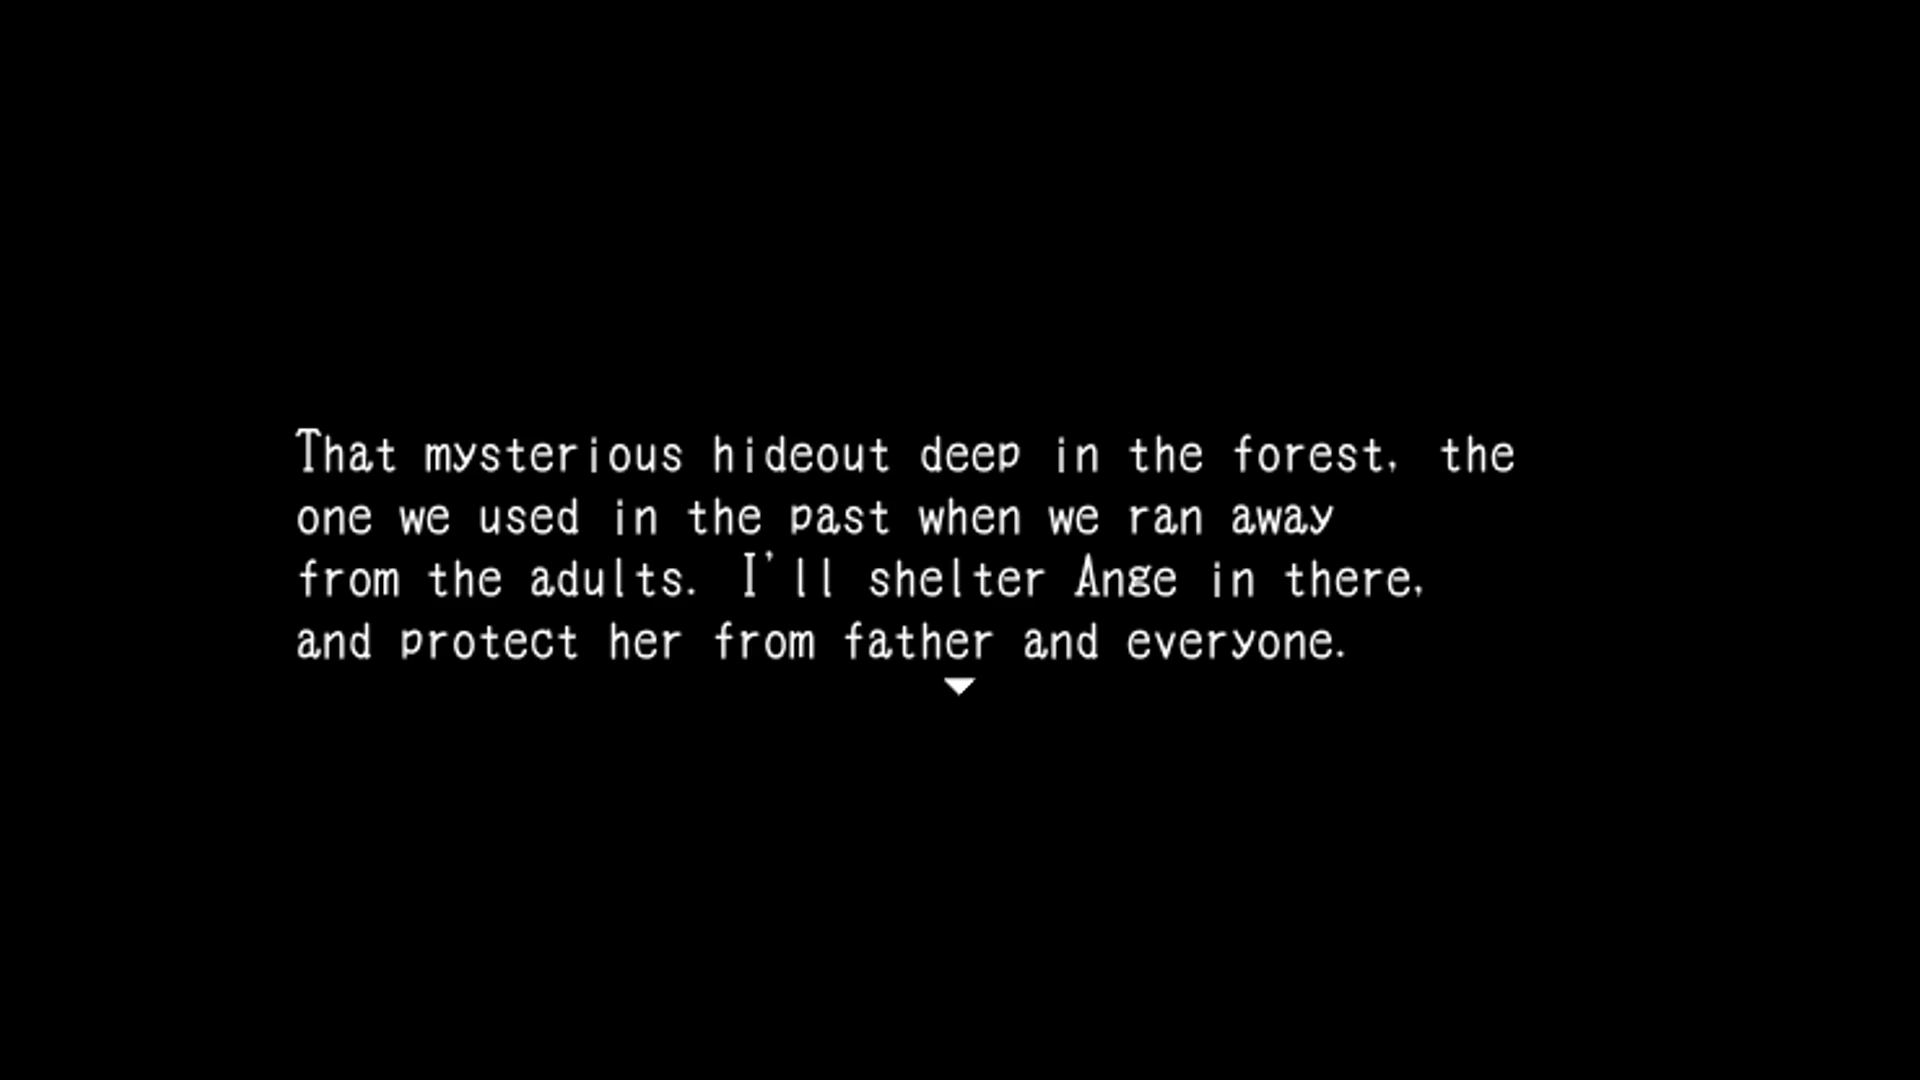 That mysterious hideout deep in the forest, the
one we used in the past when we ran away
from the adults. I'll shelter Ange in there,
and protect her from father and everyone.